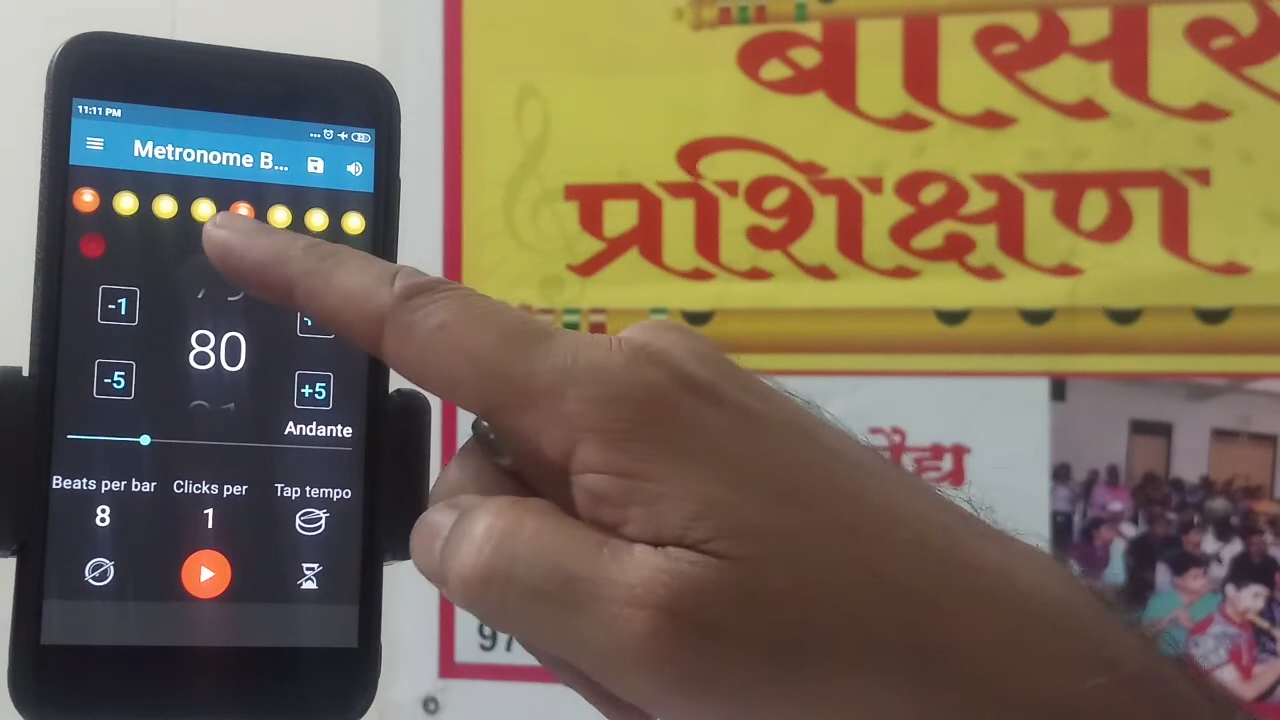 11:11 PM
Metronome B...
-1
80
-5
+5
Andante
Beats per bar
Clicks per
Tap tempo
8
1
प्रशिक्षण
97